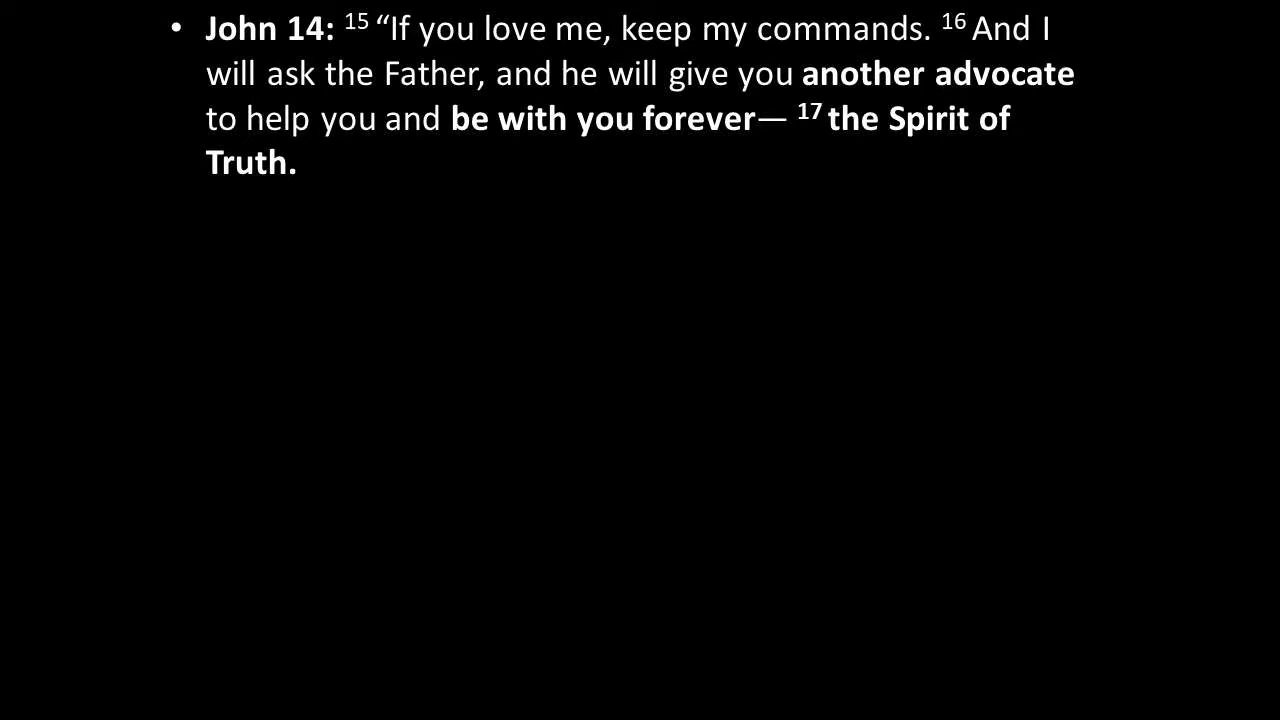 • John 14: 15 “If you love me, keep my commands. 16 And I
will ask the Father, and he will give you another advocate
to help you and be with you forever— 17 the Spirit of
Truth.